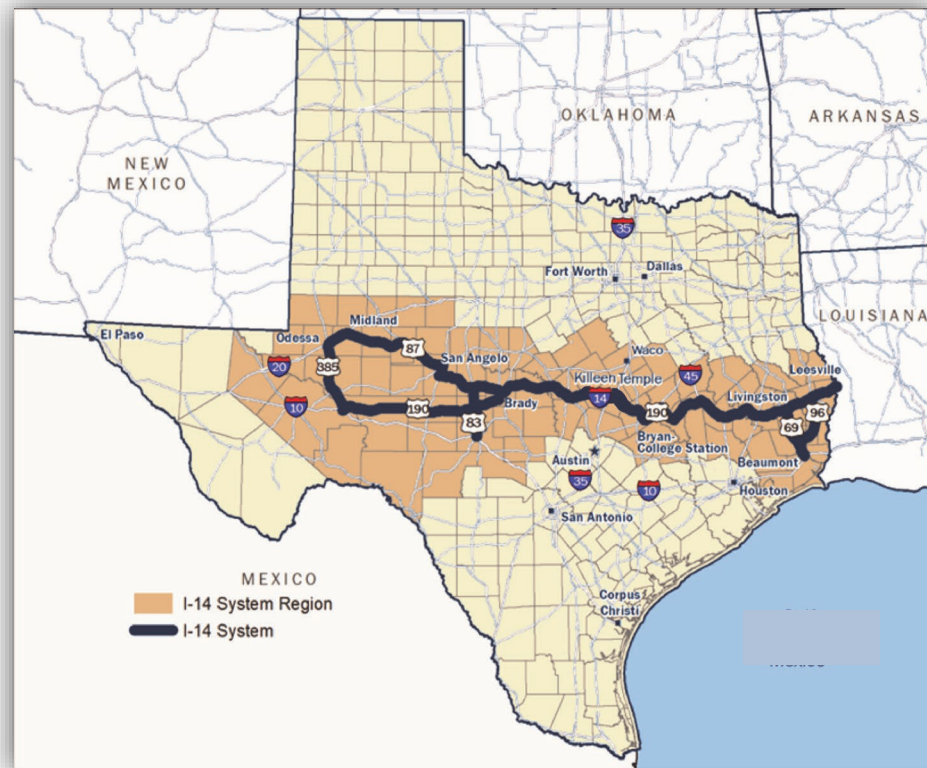 OKLAHOMA
ARKANSAS
NEW
MEXICO
35
Fort Worth
Dallas
LOUISIANA
El Paso
Odessa
Midland
87
San Angelo
Waco
20
385
Killeen
Temple
45
Leesville
10
190
Brady
14
190
Livingston
96
83
69
Bryan-
College Station
Austin
Beaumont
35
10
Houston
San Antonio
MEXICO
I-14 System Region
I-14 System
Corpus
Christi